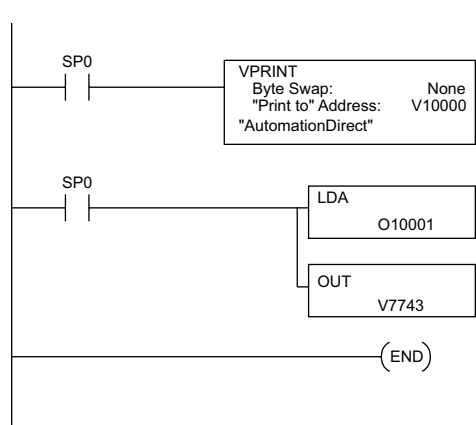 SP0
VPRINT
Byte Swap: None
"Print to" Address: V10000
"AutomationDirect"
SP0
LDA
O10001
OUT
V7743
END